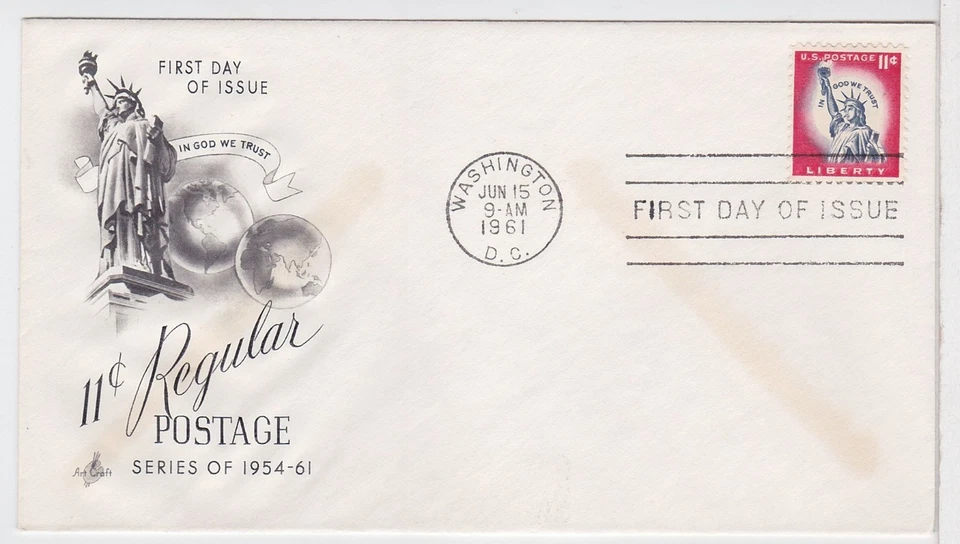 FIRST DAY
OF ISSUE
IN GOD WE TRUST
11¢ Regular
POSTAGE
SERIES OF 1954-61
Art Craft
WASHINGTON
JUN 15
9-AM
1961
D.C.
U.S. POSTAGE 11¢
IN GOD WE TRUST
LIBERTY
FIRST DAY OF ISSUE